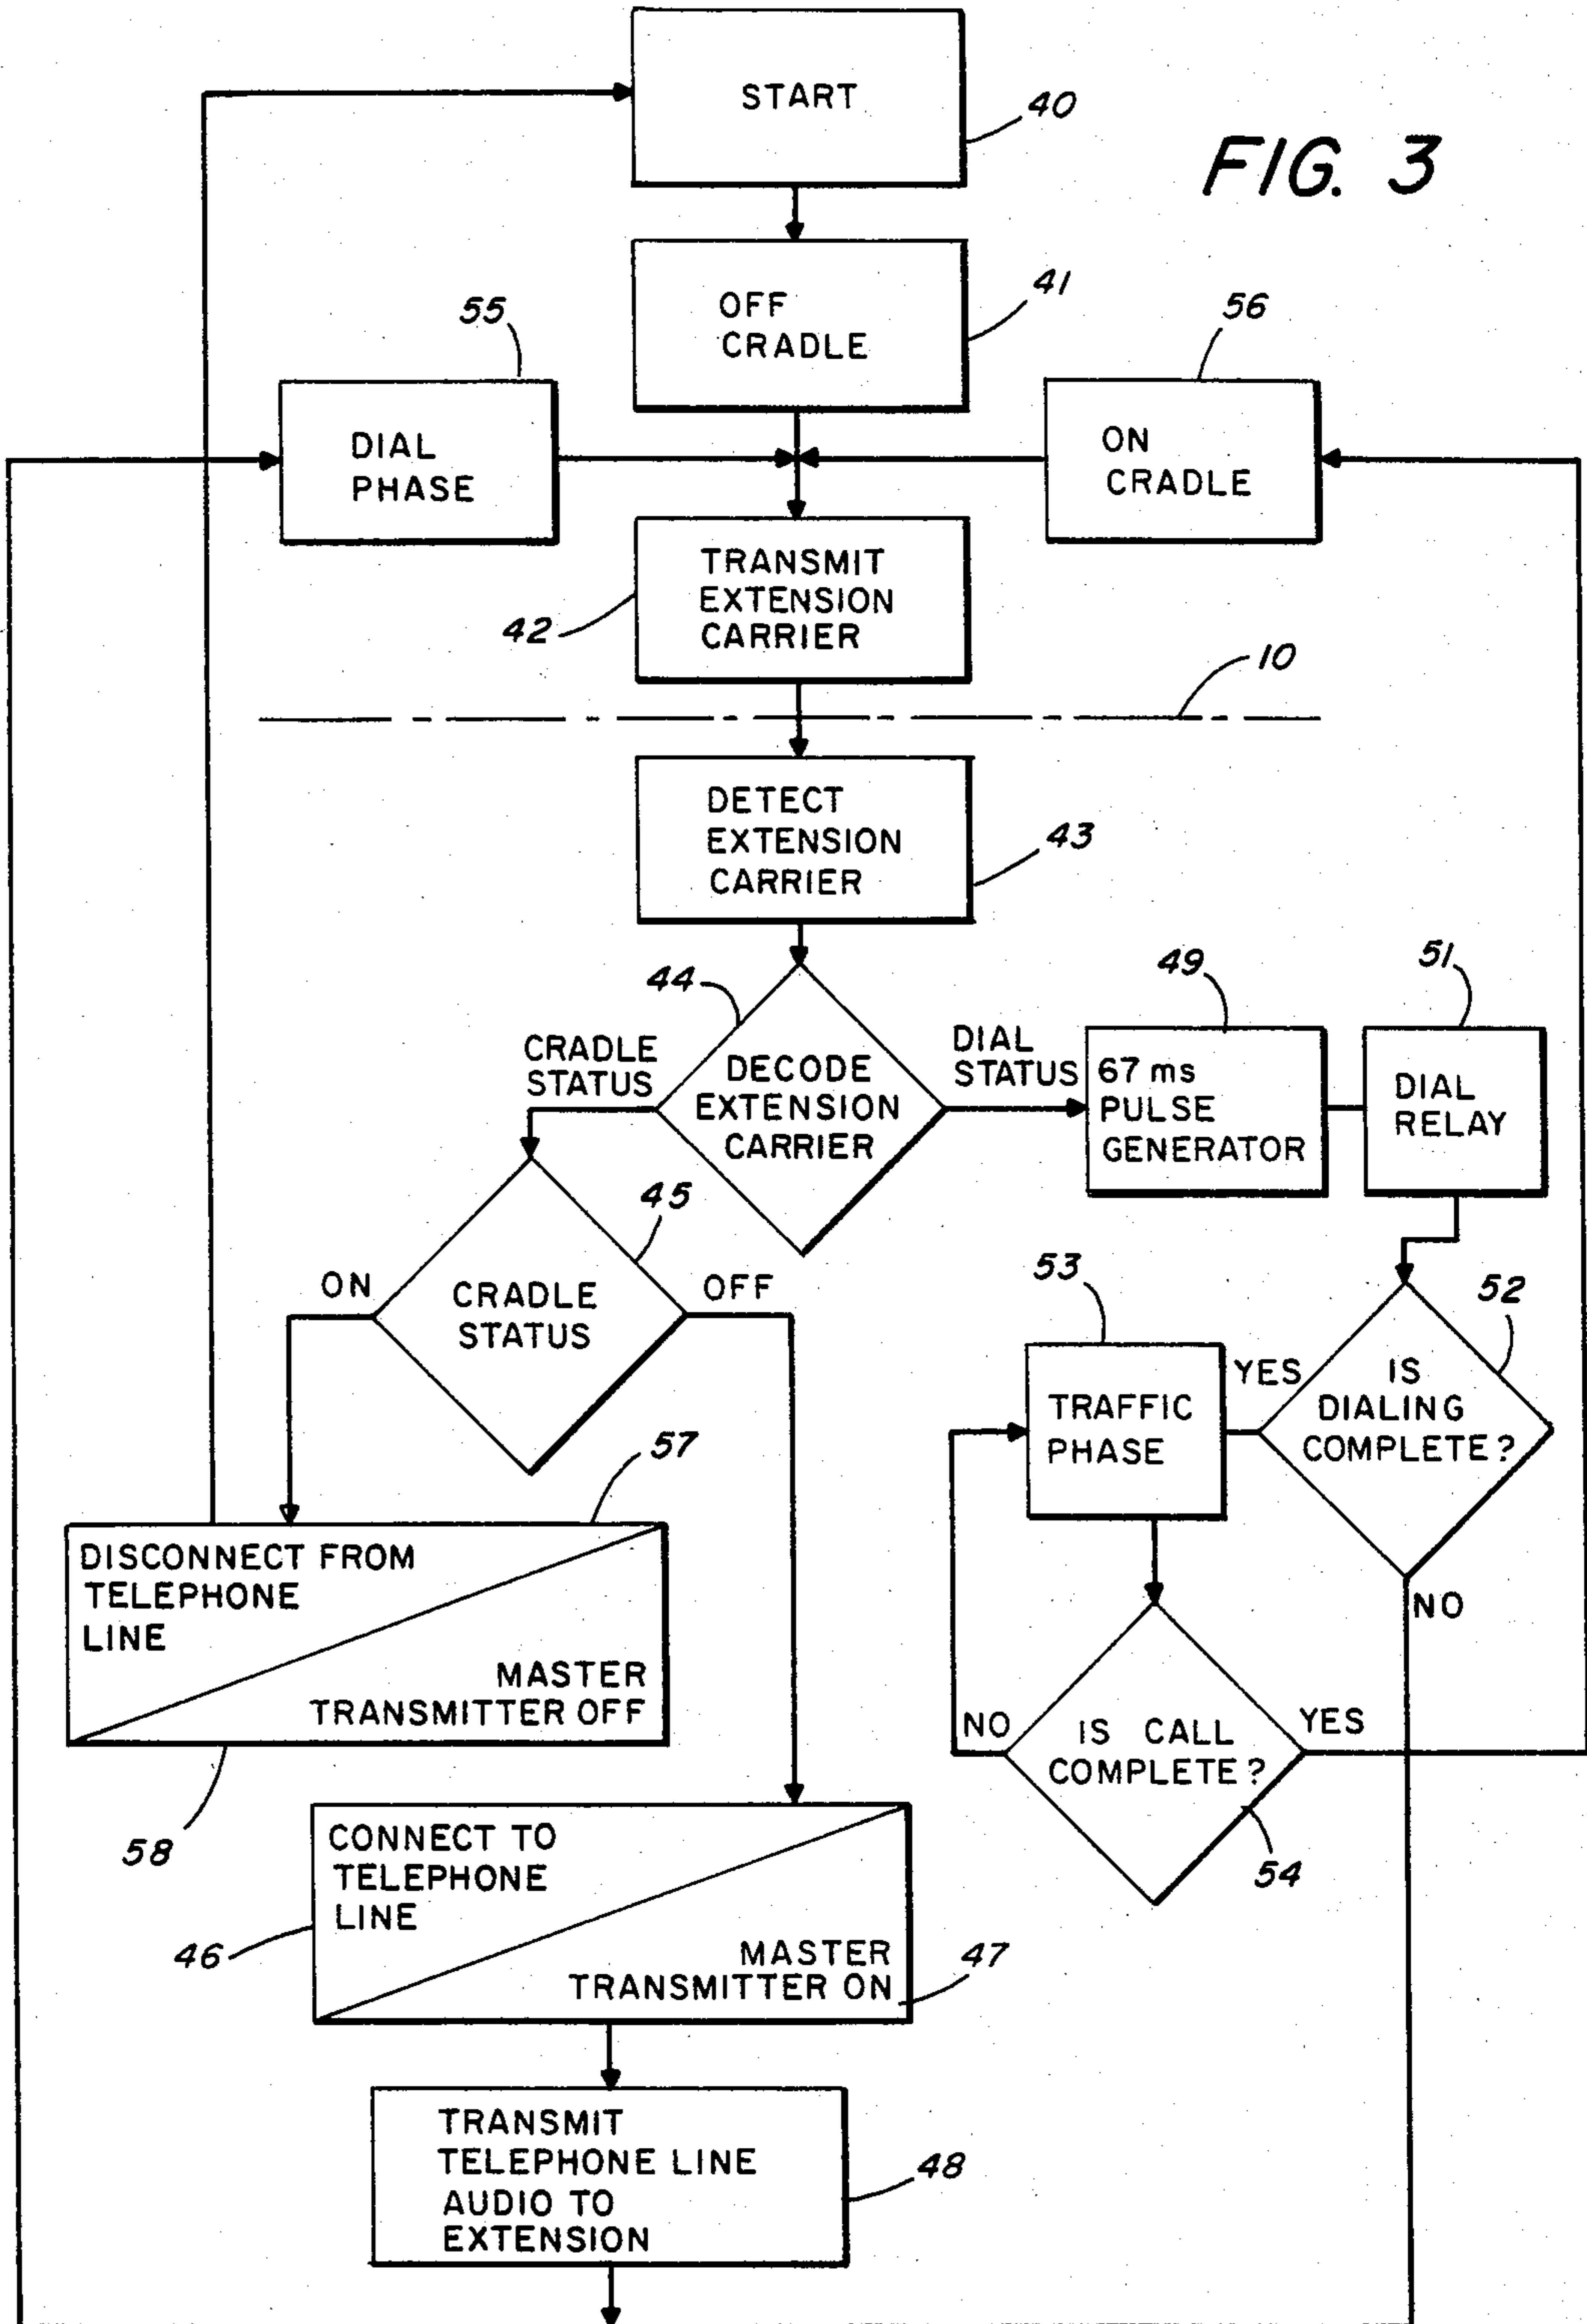 START
40
FIG. 3
OFF
CRADLE
41
55
56
DIAL
PHASE
ON
CRADLE
TRANSMIT
EXTENSION
CARRIER
42
10
DETECT
EXTENSION
CARRIER
43
44
49
51
CRADLE
STATUS
DECODE
EXTENSION
CARRIER
DIAL
STATUS
67 ms
PULSE
GENERATOR
DIAL
RELAY
45
ON
CRADLE
STATUS
OFF
53
52
TRAFFIC
PHASE
YES
IS
DIALING
COMPLETE?
57
DISCONNECT FROM
TELEPHONE
LINE
MASTER
TRANSMITTER OFF
58
NO
NO
IS CALL
COMPLETE?
YES
54
CONNECT TO
TELEPHONE
LINE
46
MASTER
TRANSMITTER ON
47
TRANSMIT
TELEPHONE LINE
AUDIO TO
EXTENSION
48